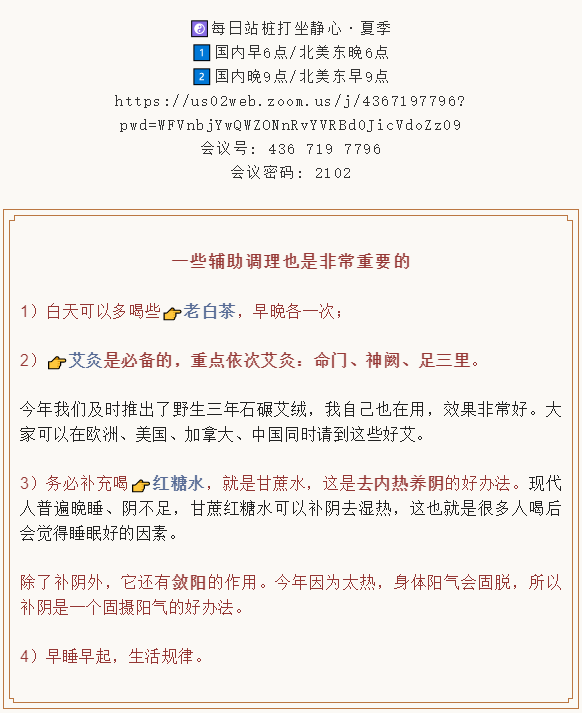 ☯每日站桩打坐静心·夏季
1 国内早6点/北美东晚6点
2 国内晚9点/北美东早9点
https://us02web.zoom.us/j/4367197796?
pwd=WFVnbjYwQWZONnRvYVRBd0JicVdoZz09
会议号: 436 719 7796
会议密码: 2102
一些辅助调理也是非常重要的
1）白天可以多喝些👉老白茶，早晚各一次；
2）👉艾灸是必备的，重点依次艾灸：命门、神阙、足三里。
今年我们及时推出了野生三年石碾艾绒，我自己也在用，效果非常好。大
家可以在欧洲、美国、加拿大、中国同时请到这些好艾。
3）务必补充喝👉红糖水，就是甘蔗水，这是去内热养阴的好办法。现代
人普遍晚睡、阴不足，甘蔗红糖水可以补阴去湿热，这也就是很多人喝后
会觉得睡眠好的因素。
除了补阴外，它还有敛阳的作用。今年因为太热，身体阳气会固脱，所以
补阴是一个固摄阳气的好办法。
4）早睡早起，生活规律。